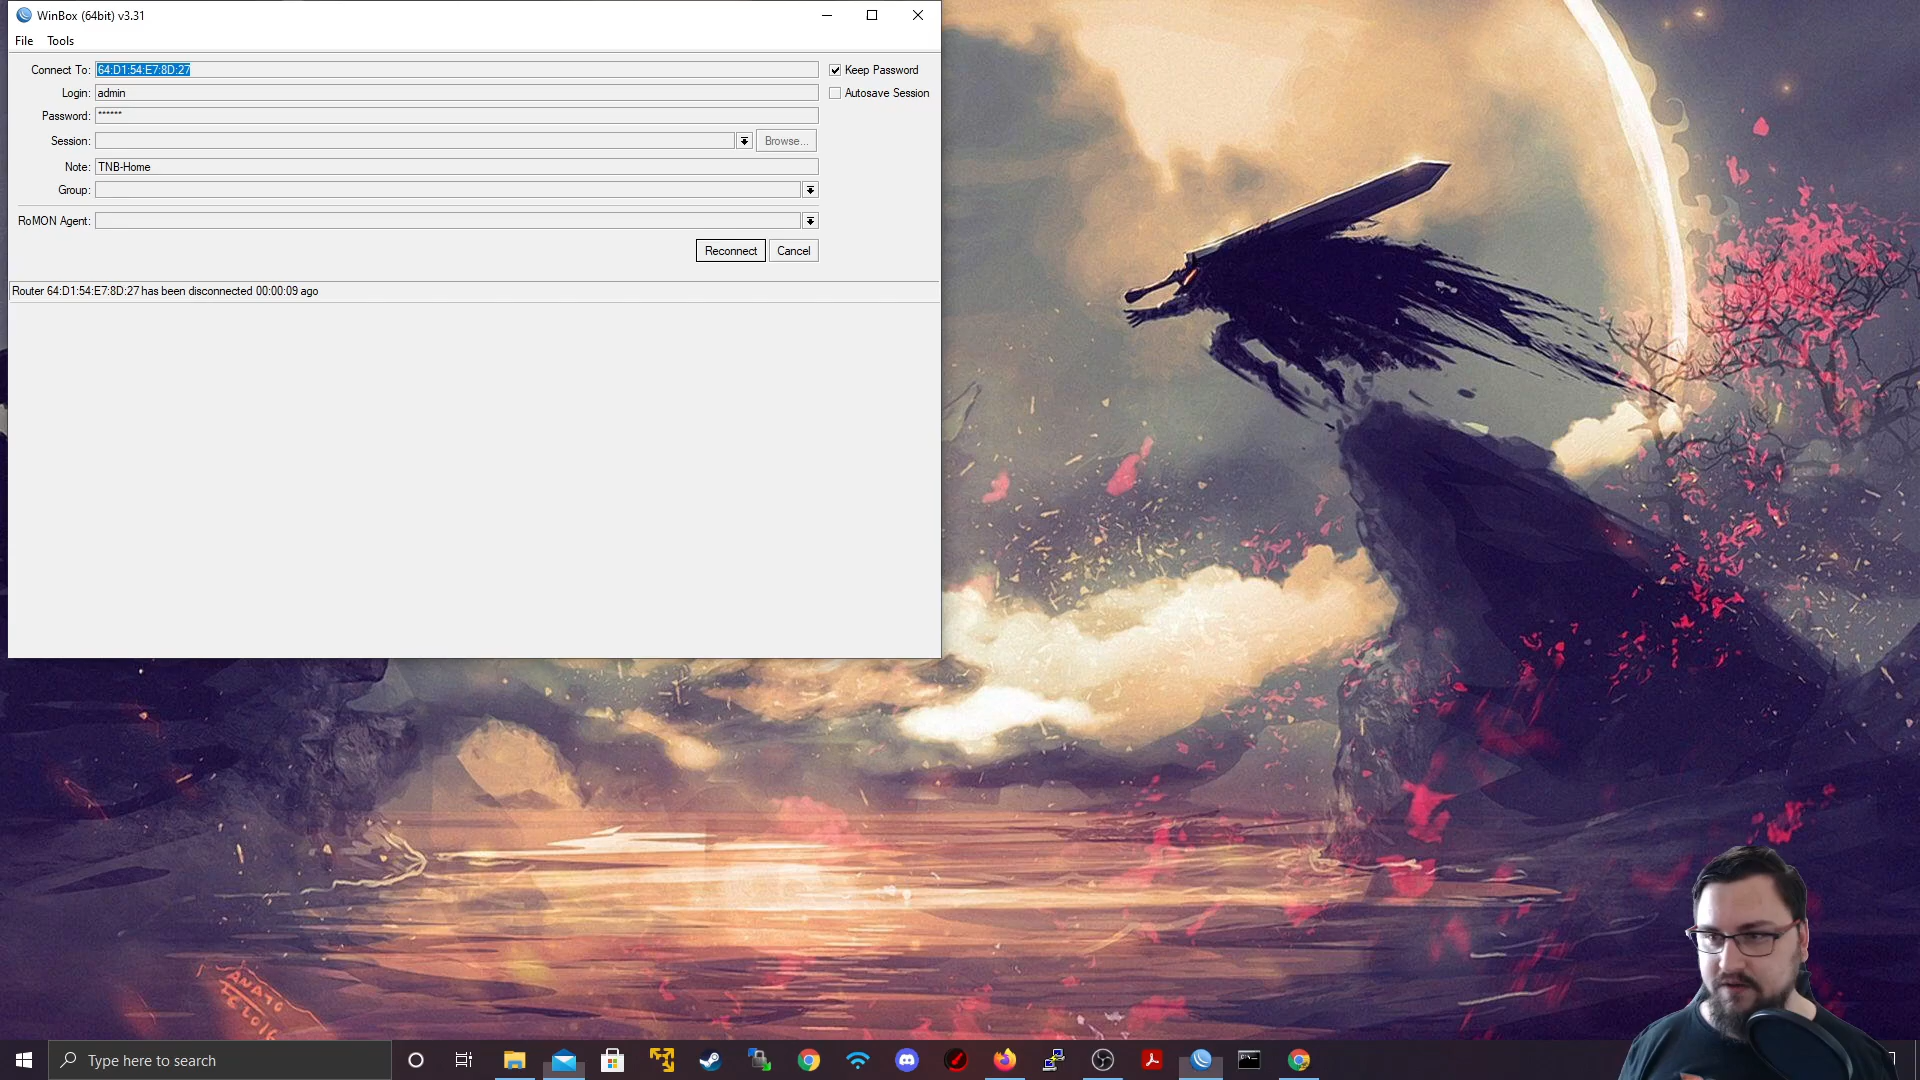 WinBox (64bit) v3.31
File Tools
Connect To: 64:D1:54:E7:8D:27 Keep Password
Login: admin Autosave Session
Password: ******
Session: Browse...
Note: TNB-Home
Group:
RoMON Agent:
Reconnect Cancel
Router 64:D1:54:E7:8D:27 has been disconnected 00:00:09 ago
Type here to search